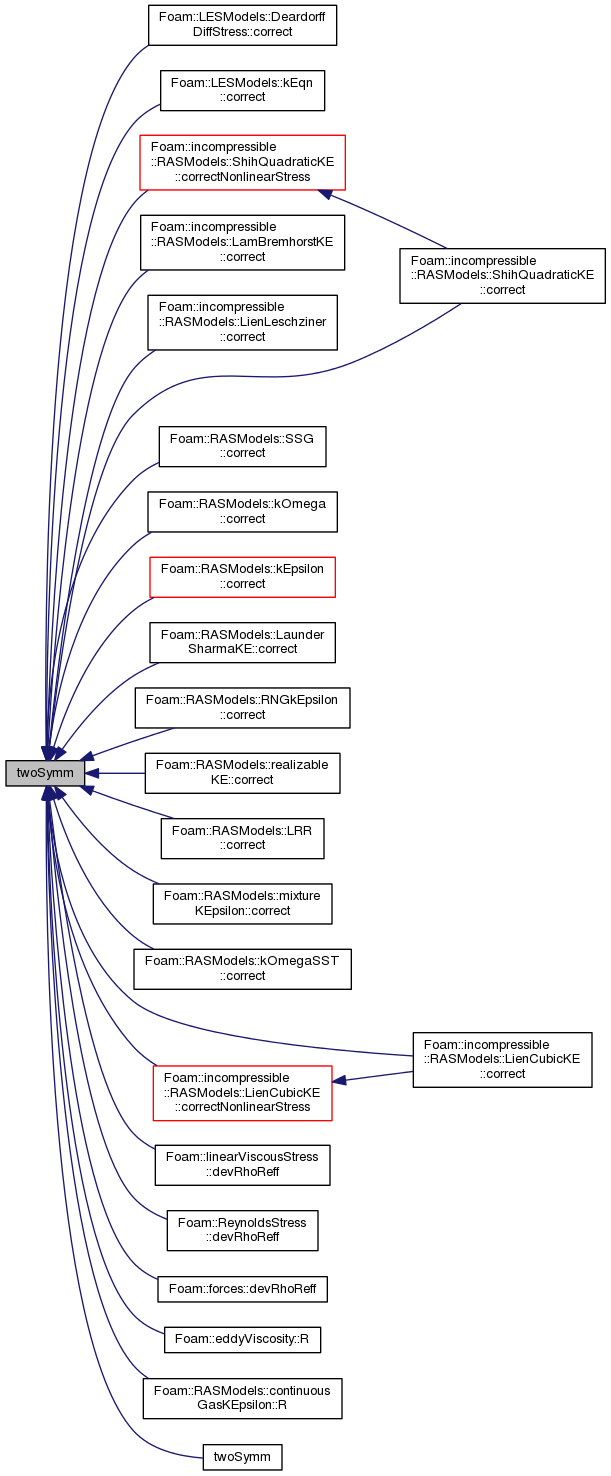 Foam::LESModels::Deardorff
DiffStress::correct
Foam::LESModels::kEqn
::correct
Foam::incompressible
::RASModels::ShihQuadraticKE
::correctNonlinearStress
Foam::incompressible
::RASModels::LamBremhorstKE
::correct
Foam::incompressible
::RASModels::ShihQuadraticKE
::correct
Foam::incompressible
::RASModels::LienLeschziner
::correct
Foam::RASModels::SSG
::correct
Foam::RASModels::kOmega
::correct
Foam::RASModels::kEpsilon
::correct
Foam::RASModels::Launder
SharmaKE::correct
Foam::RASModels::RNGkEpsilon
::correct
twoSymm
Foam::RASModels::realizable
KE::correct
Foam::RASModels::LRR
::correct
Foam::RASModels::mixture
KEpsilon::correct
Foam::RASModels::kOmegaSST
::correct
Foam::incompressible
::RASModels::LienCubicKE
::correct
Foam::incompressible
::RASModels::LienCubicKE
::correctNonlinearStress
Foam::linearViscousStress
::devRhoReff
Foam::ReynoldsStress
::devRhoReff
Foam::forces::devRhoReff
Foam::eddyViscosity::R
Foam::RASModels::continuous
GasKEpsilon::R
twoSymm